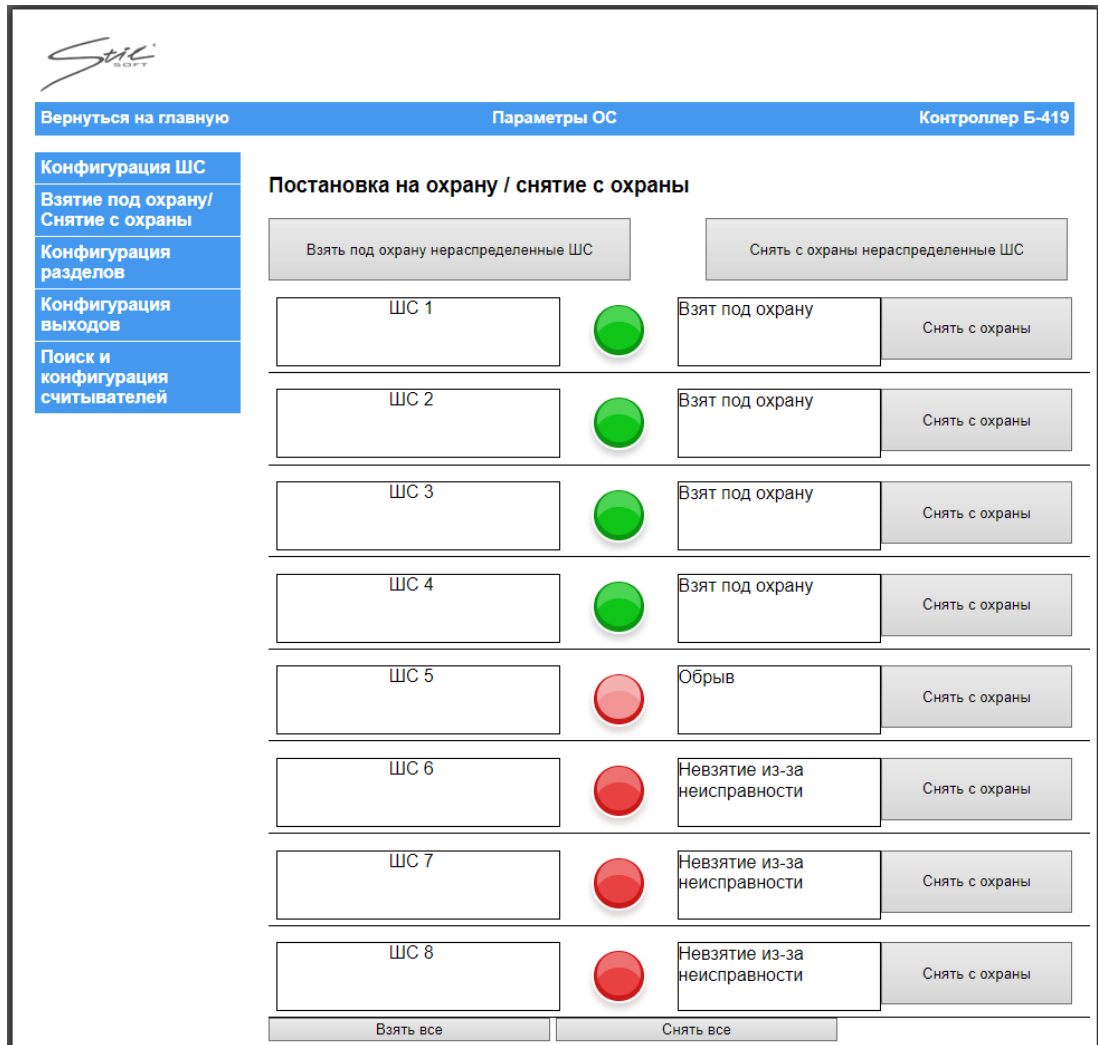 Stil
SOFT
Вернуться на главную
Параметры ОС
Контроллер Б-419
Конфигурация ШС
Взятие под охрану/
Снятие с охраны
Конфигурация
разделов
Конфигурация
выходов
Поиск и
конфигурация
считывателей
Постановка на охрану / снятие с охраны
Взять под охрану нераспределенные ШС
Снять с охраны нераспределенные ШС
ШС 1
Взят под охрану
Снять с охраны
ШС 2
Взят под охрану
Снять с охраны
ШС 3
Взят под охрану
Снять с охраны
ШС 4
Взят под охрану
Снять с охраны
ШС 5
Обрыв
Снять с охраны
ШС 6
Невзятие из-за
неисправности
Снять с охраны
ШС 7
Невзятие из-за
неисправности
Снять с охраны
ШС 8
Невзятие из-за
неисправности
Снять с охраны
Взять все
Снять все